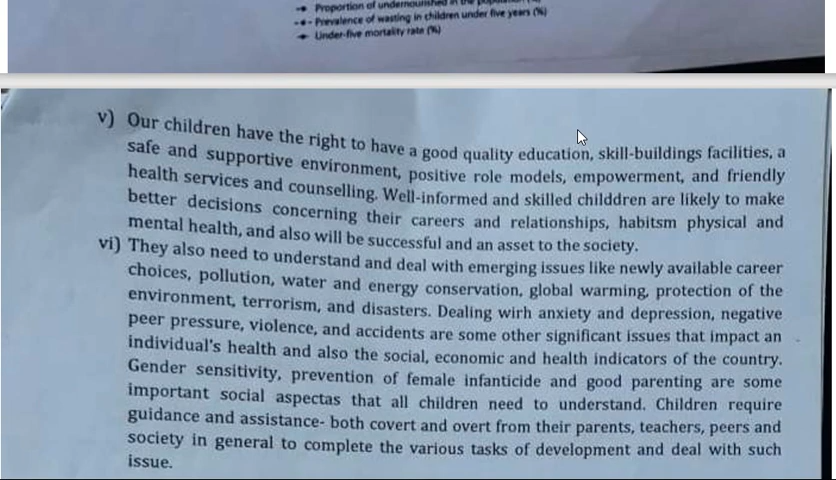 Proportion of undernourished in the population (%)
Prevalence of wasting in children under five years (%)
Under-five mortality rate (%)
v) Our children have the right to have a good quality education, skill-buildings facilities, a
safe and supportive environment, positive role models, empowerment, and friendly
health services and counselling. Well-informed and skilled childdren are likely to make
better decisions concerning their careers and relationships, habitsm physical and
mental health, and also will be successful and an asset to the society.
vi) They also need to understand and deal with emerging issues like newly available career
choices, pollution, water and energy conservation, global warming, protection of the
environment, terrorism, and disasters. Dealing wirh anxiety and depression, negative
peer pressure, violence, and accidents are some other significant issues that impact an
individual's health and also the social, economic and health indicators of the country.
Gender sensitivity, prevention of female infanticide and good parenting are some
important social aspectas that all children need to understand. Children require
guidance and assistance- both covert and overt from their parents, teachers, peers and
society in general to complete the various tasks of development and deal with such
issue.